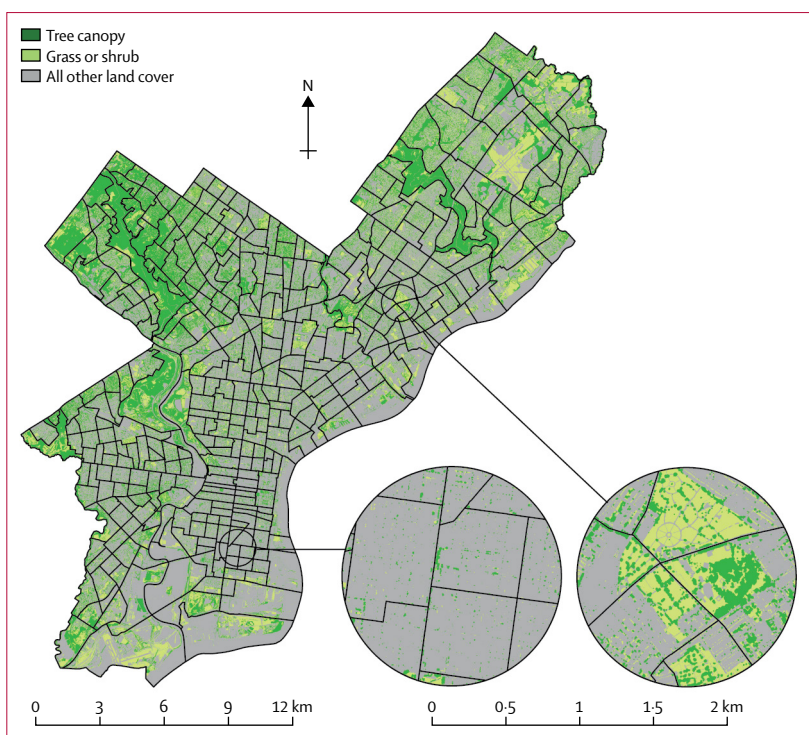 Tree canopy
Grass or shrub
All other land cover
N
0 3 6 9 12 km
0 0·5 1 1·5 2 km